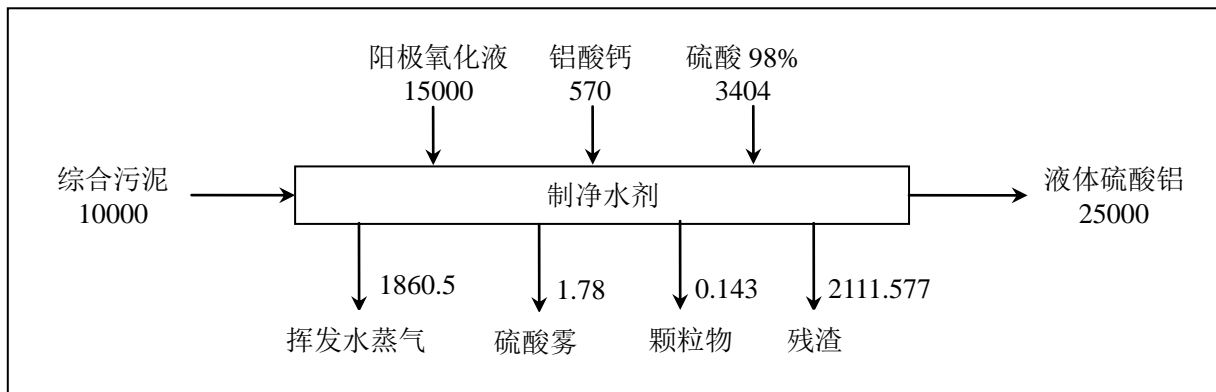 阳极氧化液
15000
铝酸钙
570
硫酸 98%
3404
综合污泥
10000
制净水剂
液体硫酸铝
25000
1860.5
1.78
0.143
2111.577
挥发水蒸气
硫酸雾
颗粒物
残渣